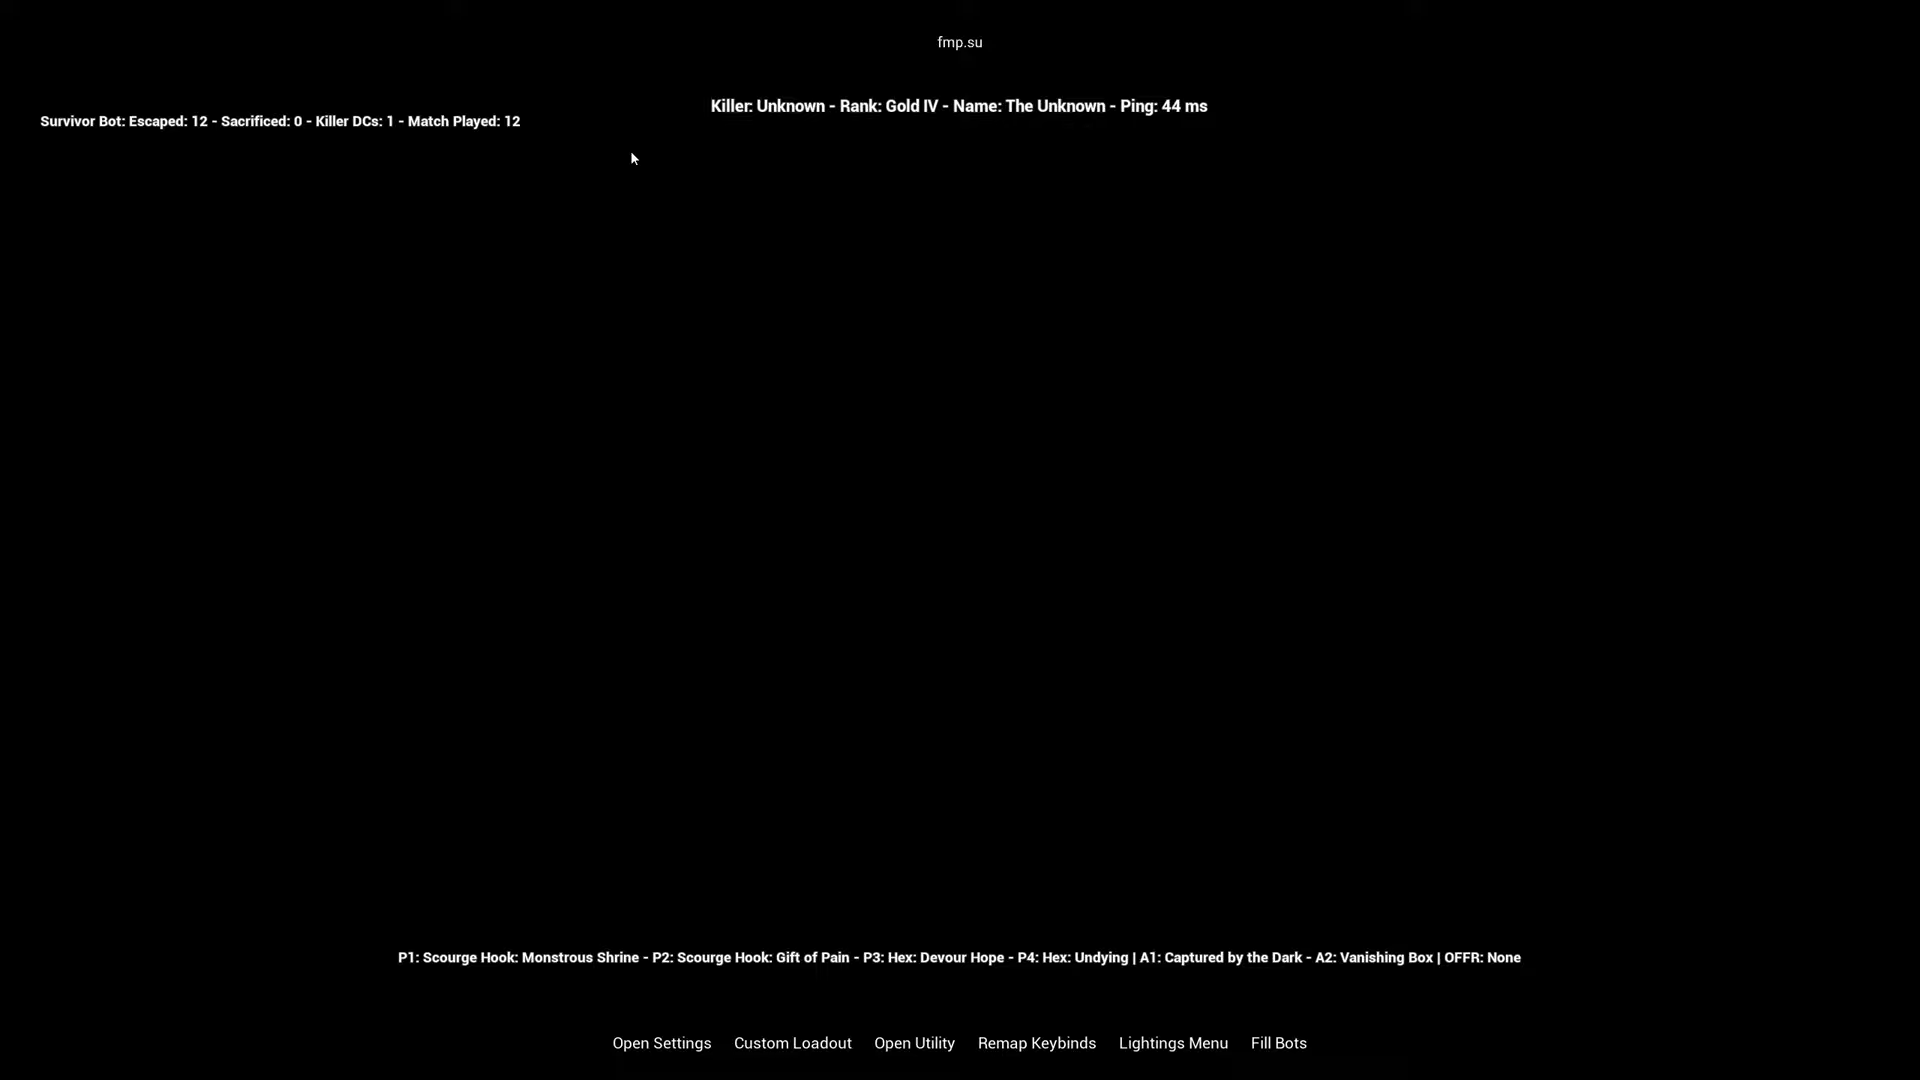 fmp.su
Killer: Unknown - Rank: Gold IV - Name: The Unknown - Ping: 44 ms
Survivor Bot: Escaped: 12 - Sacrificed: 0 - Killer DCs: 1 - Match Played: 12
P1: Scourge Hook: Monstrous Shrine - P2: Scourge Hook: Gift of Pain - P3: Hex: Devour Hope - P4: Hex: Undying | A1: Captured by the Dark - A2: Vanishing Box | OFFR: None
Open Settings Custom Loadout Open Utility Remap Keybinds Lightings Menu Fill Bots